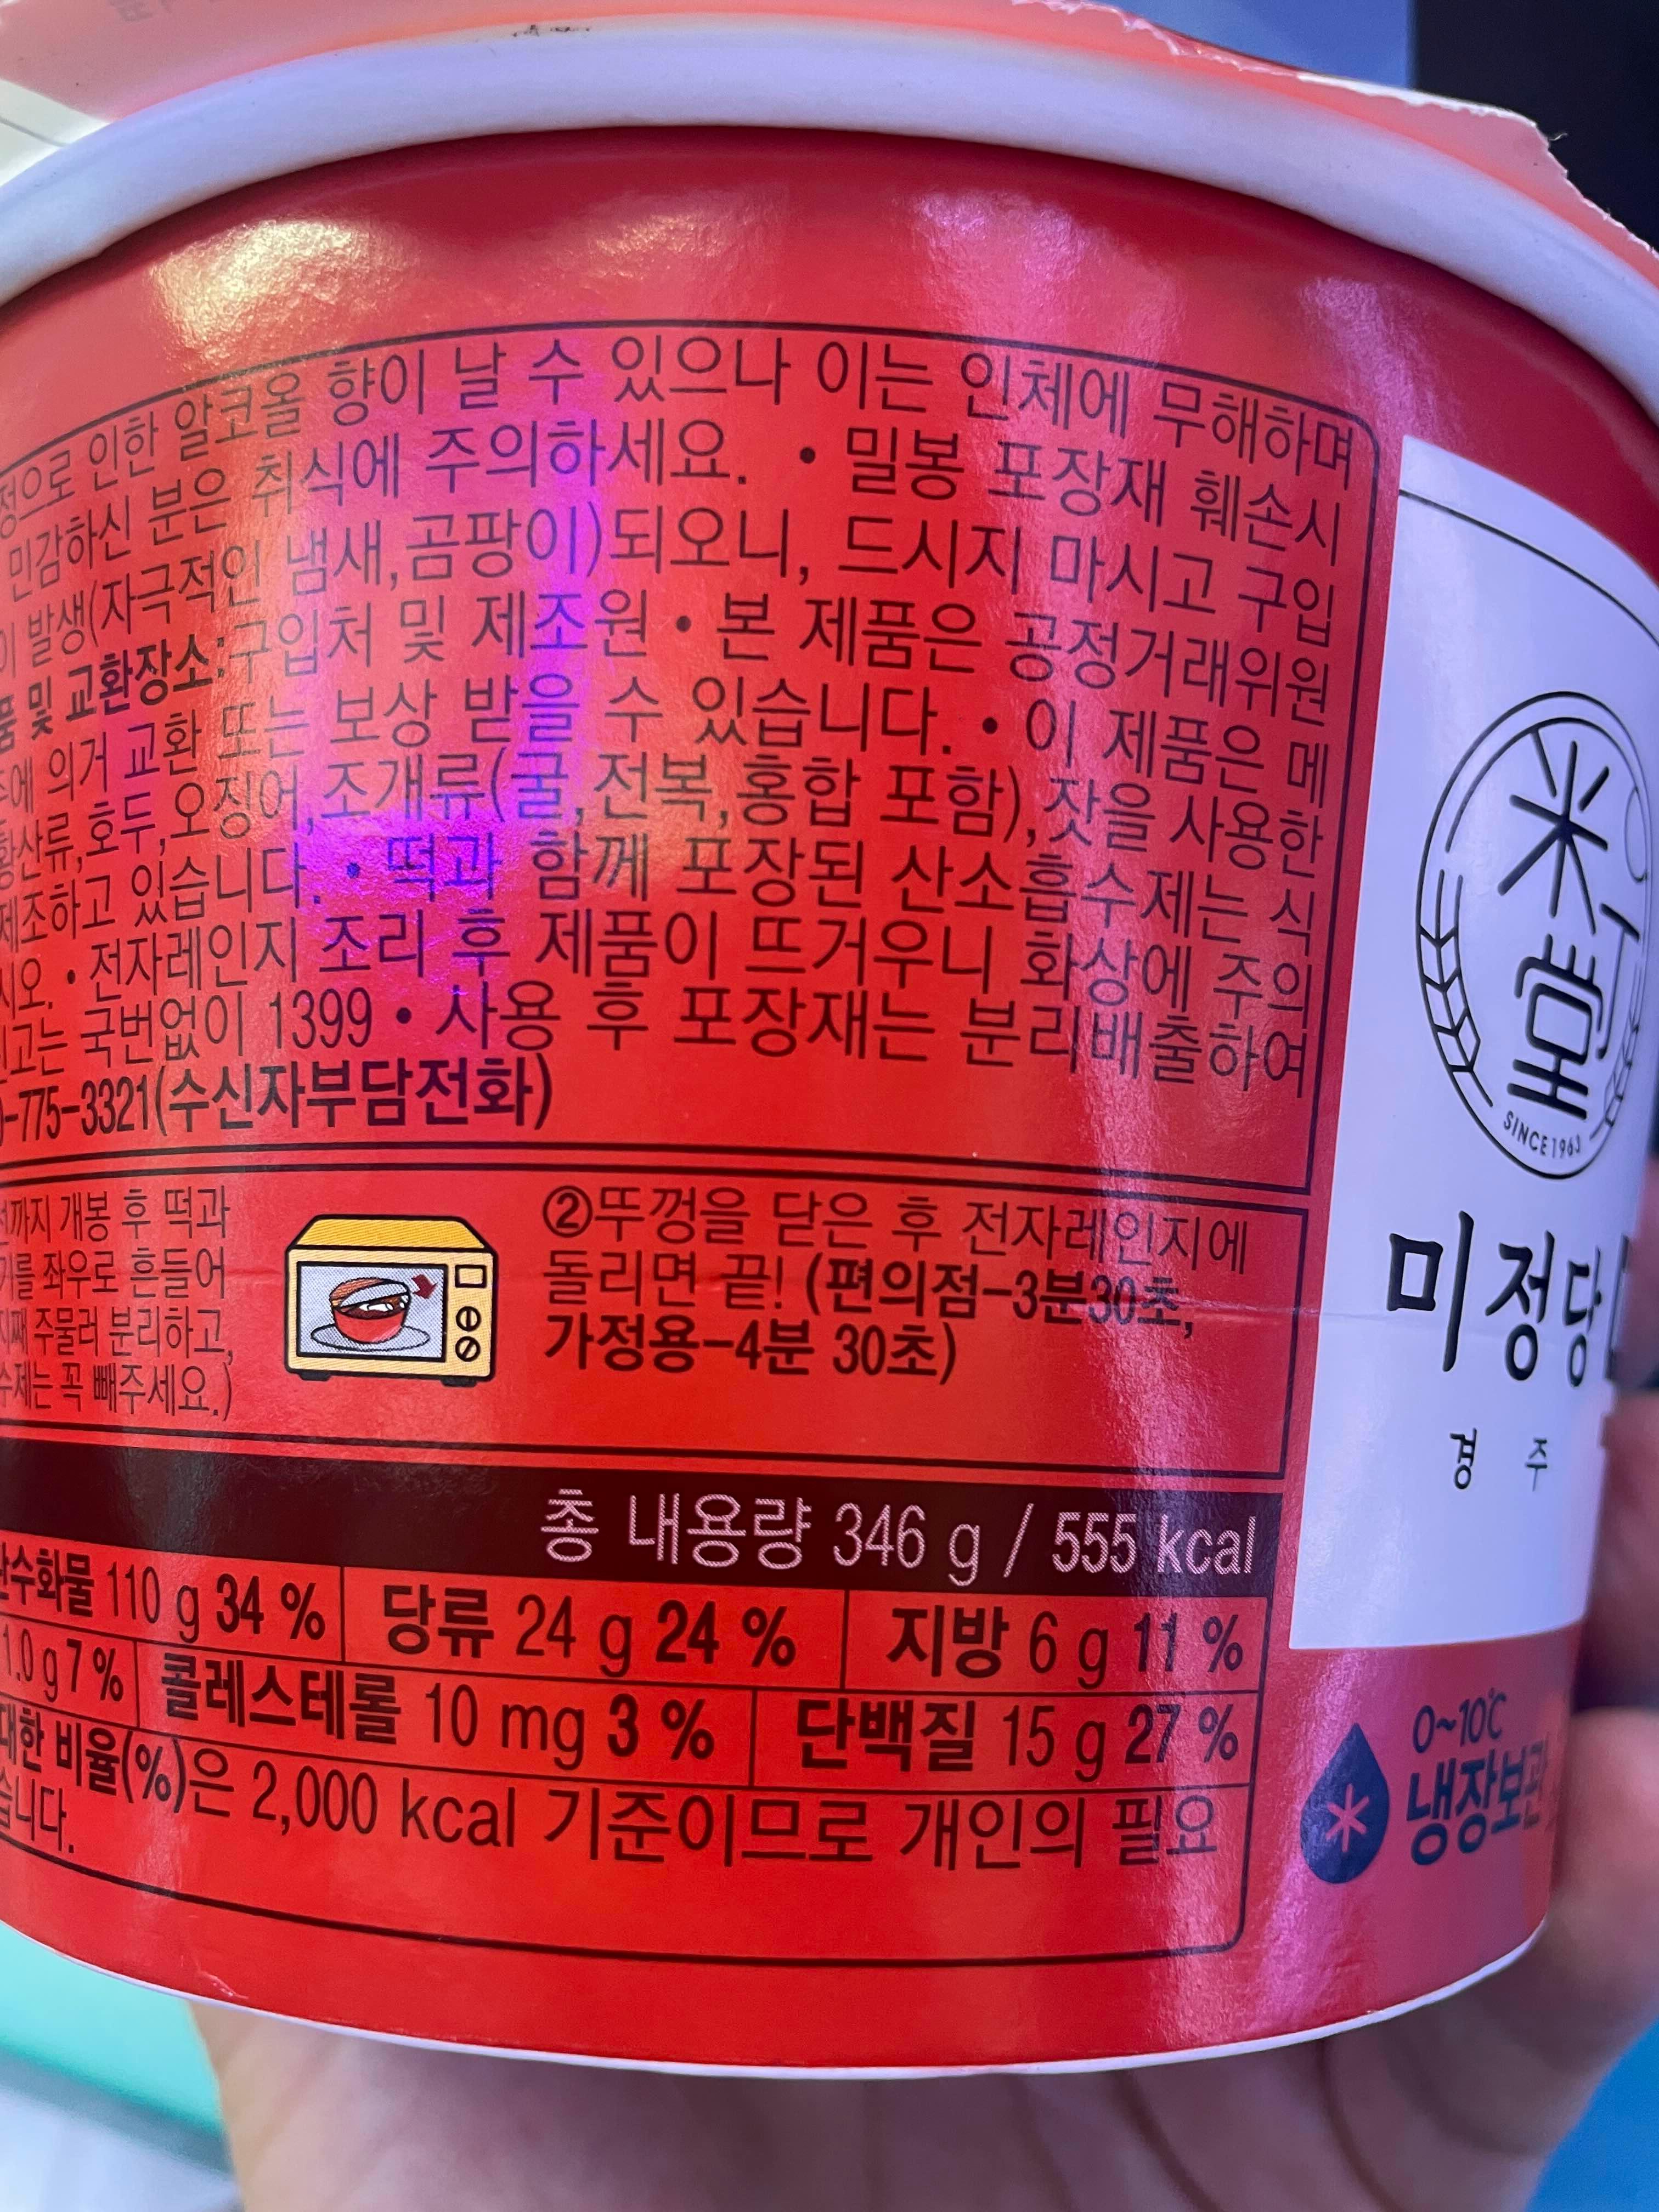 정으로 인한 알코올 향이 날 수 있으나 이는 인체에 무해하며
민감하신 분은 취식에 주의하세요. • 밀봉 포장재 훼손시
이 발생(자극적인 냄새,곰팡이)되오니, 드시지 마시고 구입
품 및 교환장소:구입처 및 제조원 • 본 제품은 공정거래위원
에 의거 교환 또는 보상 받을 수 있습니다. • 이 제품은 메
황산류,호두,오징어,조개류(굴,전복,홍합 포함),잣을 사용한
제조하고 있습니다. • 떡과 함께 포장된 산소흡수제는 식
시오. • 전자레인지 조리 후 제품이 뜨거우니 화상에 주의
신고는 국번없이 1399 • 사용 후 포장재는 분리배출하여
-775-3321(수신자부담전화)
까지 개봉 후 떡과
기를 좌우로 흔들어
째 주물러 분리하고,
수제는 꼭 빼주세요.)
②뚜껑을 닫은 후 전자레인지에
돌리면 끝! (편의점-3분30초,
가정용-4분 30초)
총 내용량 346 g / 555 kcal
탄수화물 110 g 34 % 당류 24 g 24 % 지방 6 g 11 %
1.0 g 7 % 콜레스테롤 10 mg 3 % 단백질 15 g 27 %
대한 비율(%)은 2,000 kcal 기준이므로 개인의 필요
습니다.
米
堂
SINCE 1963
미정당
경 주
0~10℃
냉장보관